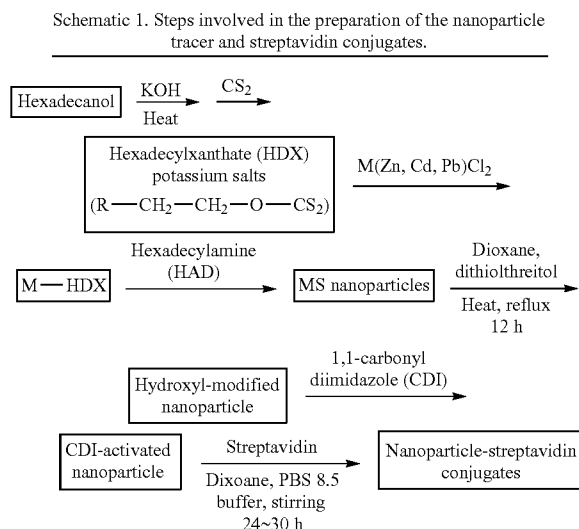 Schematic 1. Steps involved in the preparation of the nanoparticle
tracer and streptavidin conjugates.
Hexadecanol
KOH
Heat
CS2
Hexadecylxanthate (HDX)
potassium salts
(R—CH2—CH2—O—CS2)
M(Zn, Cd, Pb)Cl2
M—HDX
Hexadecylamine
(HAD)
MS nanoparticles
Dioxane,
dithiolthreitol
Heat, reflux
12 h
Hydroxyl-modified
nanoparticle
1,1-carbonyl
diimidazole (CDI)
CDI-activated
nanoparticle
Streptavidin
Dixoane, PBS 8.5
buffer, stirring
24~30 h
Nanoparticle-streptavidin
conjugates